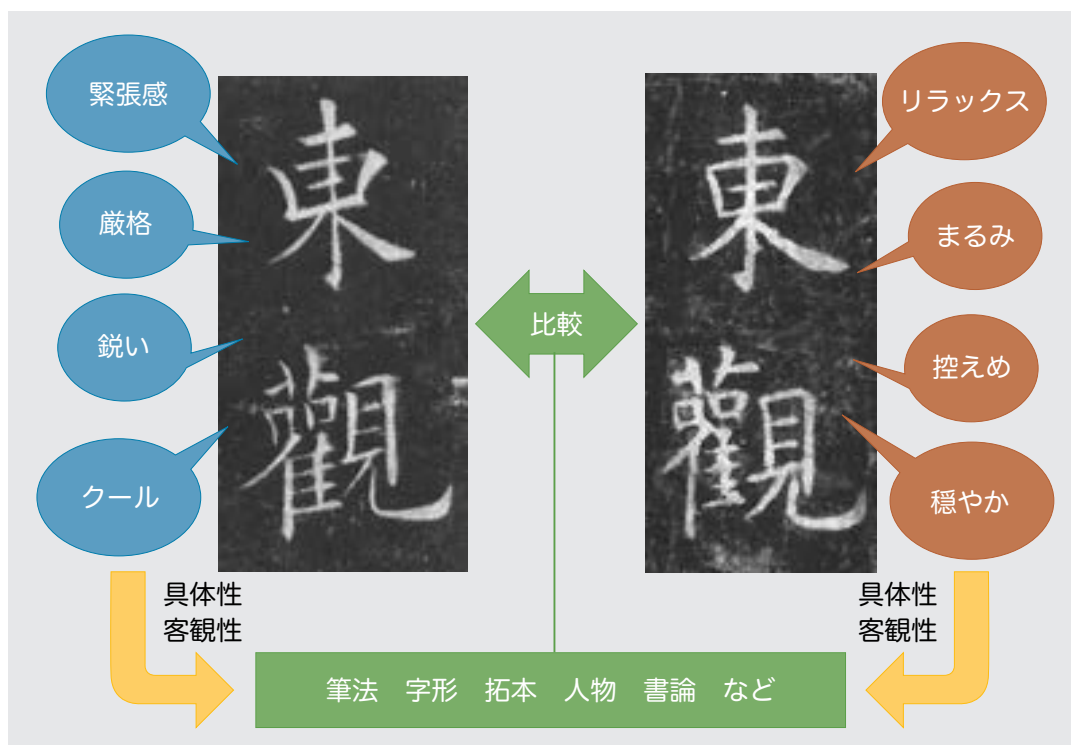 緊張感
厳格
鋭い
クール
東
觀
比較
東
觀
リラックス
まるみ
控えめ
穏やか
具体性
客観性
具体性
客観性
筆法　字形　拓本　人物　書論　など